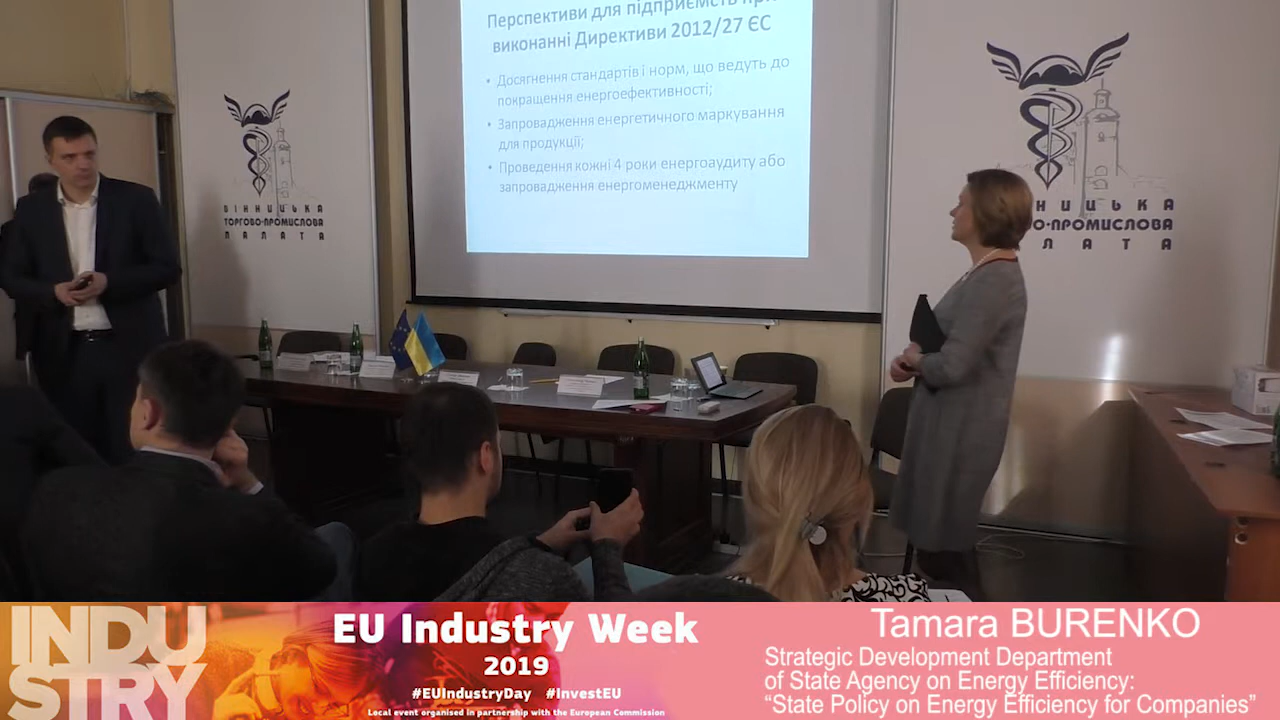 Перспективи для підприємств при
виконанні Директиви 2012/27 ЄС
• Досягнення стандартів і норм, що ведуть до
покращення енергоефективності;
• Запровадження енергетичного маркування
для продукції;
• Проведення кожні 4 роки енергоаудиту або
запровадження енергоменеджменту
ВІННИЦЬКА
ТОРГОВО-ПРОМИСЛОВА
ПАЛАТА
ННИЦЬКА
ВО-ПРОМИСЛОВА
ЛАТА
INDU
STRY
EU Industry Week
2019
#EUIndustryDay #InvestEU
Local event organised in partnership with the European Commission
Tamara BURENKO
Strategic Development Department
of State Agency on Energy Efficiency:
“State Policy on Energy Efficiency for Companies”